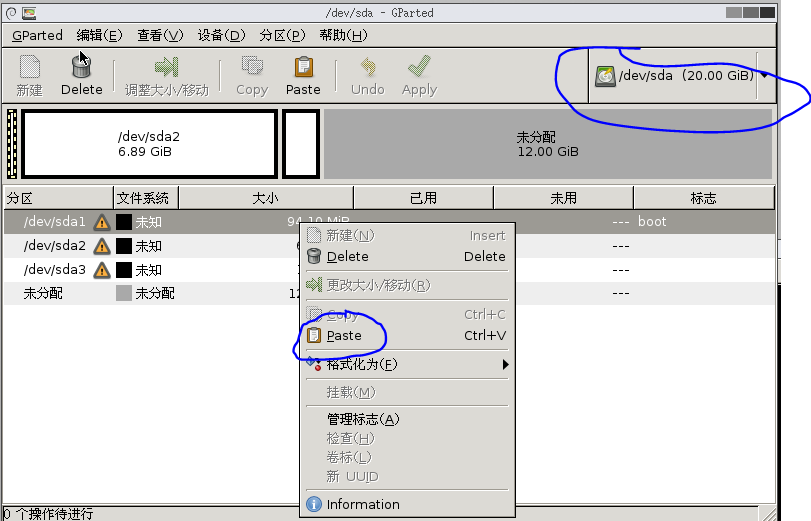 /dev/sda - GParted
GParted 编辑(E) 查看(V) 设备(D) 分区(P) 帮助(H)
新建 Delete 调整大小/移动 Copy Paste Undo Apply
/dev/sda (20.00 GiB)
/dev/sda2
6.89 GiB
未分配
12.00 GiB
分区 文件系统 大小 已用 未用 标志
/dev/sda1 未知 94.10 MiB --- boot
/dev/sda2 未知 ---
/dev/sda3 未知 ---
未分配 未分配 ---
新建(N) Insert
Delete Delete
更改大小/移动(R)
Copy Ctrl+C
Paste Ctrl+V
格式化为(F)
挂载(M)
管理标志(A)
检查(H)
卷标(L)
新 UUID
Information
0 个操作待进行